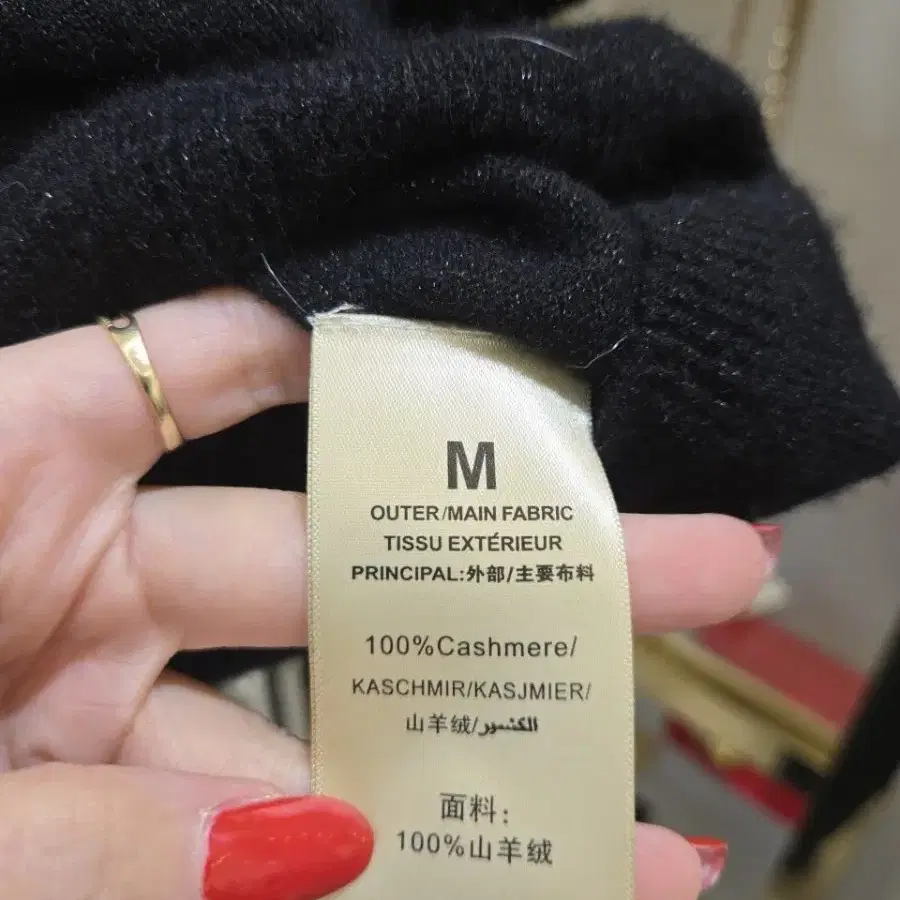 M
OUTER/MAIN FABRIC
TISSU EXTÉRIEUR
PRINCIPAL:外部/主要布料
100%Cashmere/
KASCHMIR/KASJMIER/
山羊绒/الكشمير
面料:
100%山羊绒